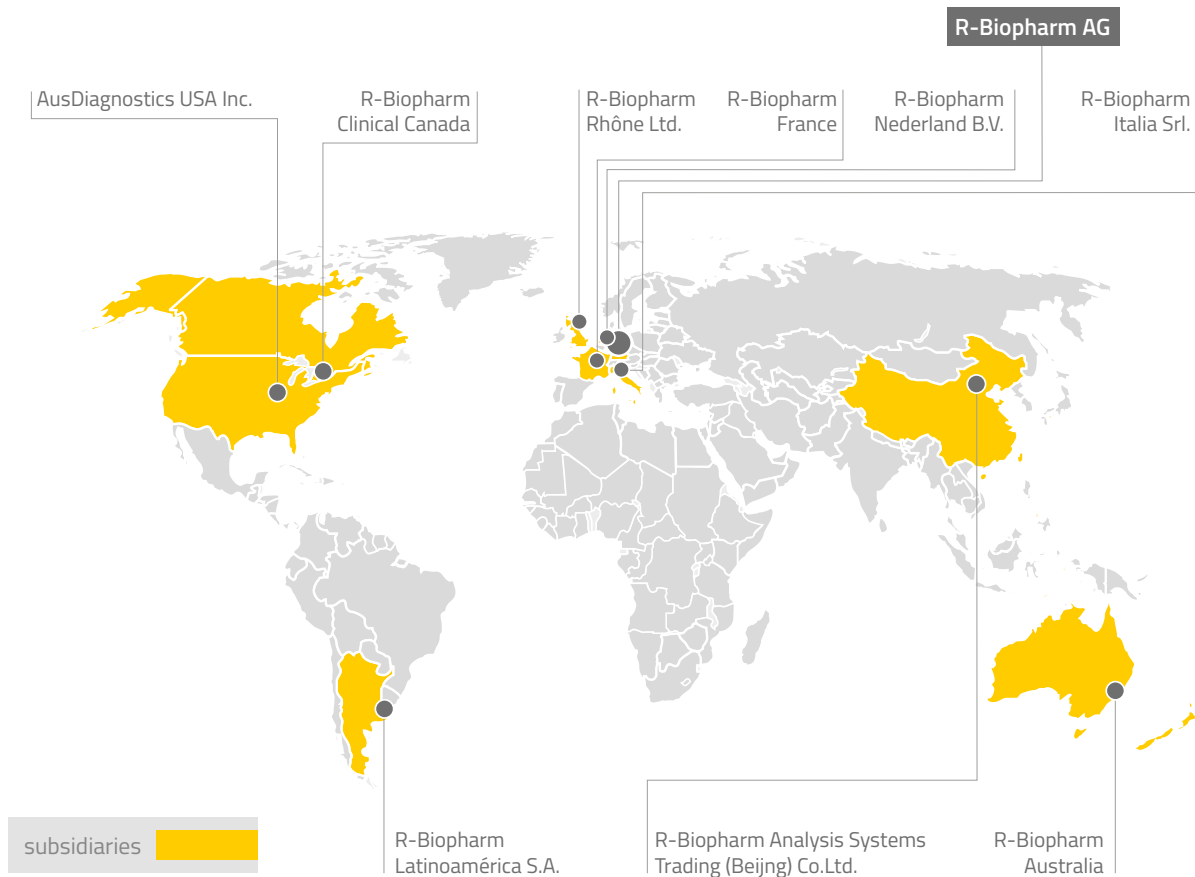 R-Biopharm AG
AusDiagnostics USA Inc.
R-Biopharm
Clinical Canada
R-Biopharm
Rhône Ltd.
R-Biopharm
France
R-Biopharm
Nederland B.V.
R-Biopharm
Italia Srl.
subsidiaries
R-Biopharm
Latinoamérica S.A.
R-Biopharm Analysis Systems
Trading (Beijng) Co.Ltd.
R-Biopharm
Australia